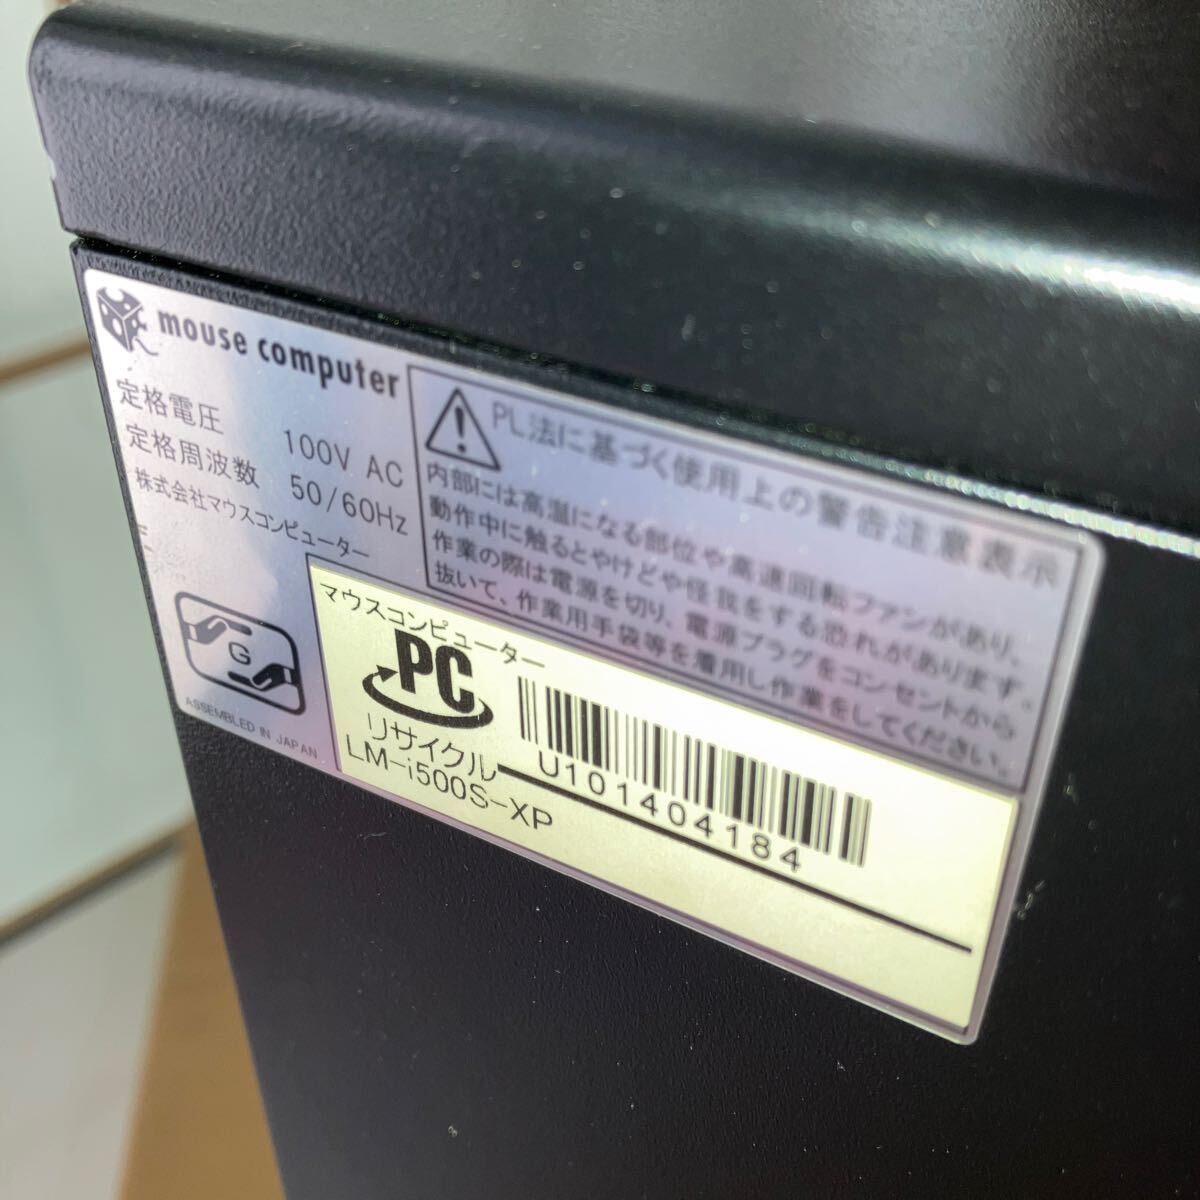 mouse computer
定格電圧 100V AC
定格周波数 50/60Hz
株式会社マウスコンピューター
G
ASSEMBLED IN JAPAN
PL法に基づく使用上の警告注意表示
内部には高温になる部位や高速回転ファンがあり、
動作中に触るとやけどや怪我をする恐れがあります。
作業の際は電源を切り、電源プラグをコンセントから
抜いて、作業用手袋等を着用し作業をしてください。
マウスコンピューター
PC
リサイクル
U101404184
LM-i500S-XP